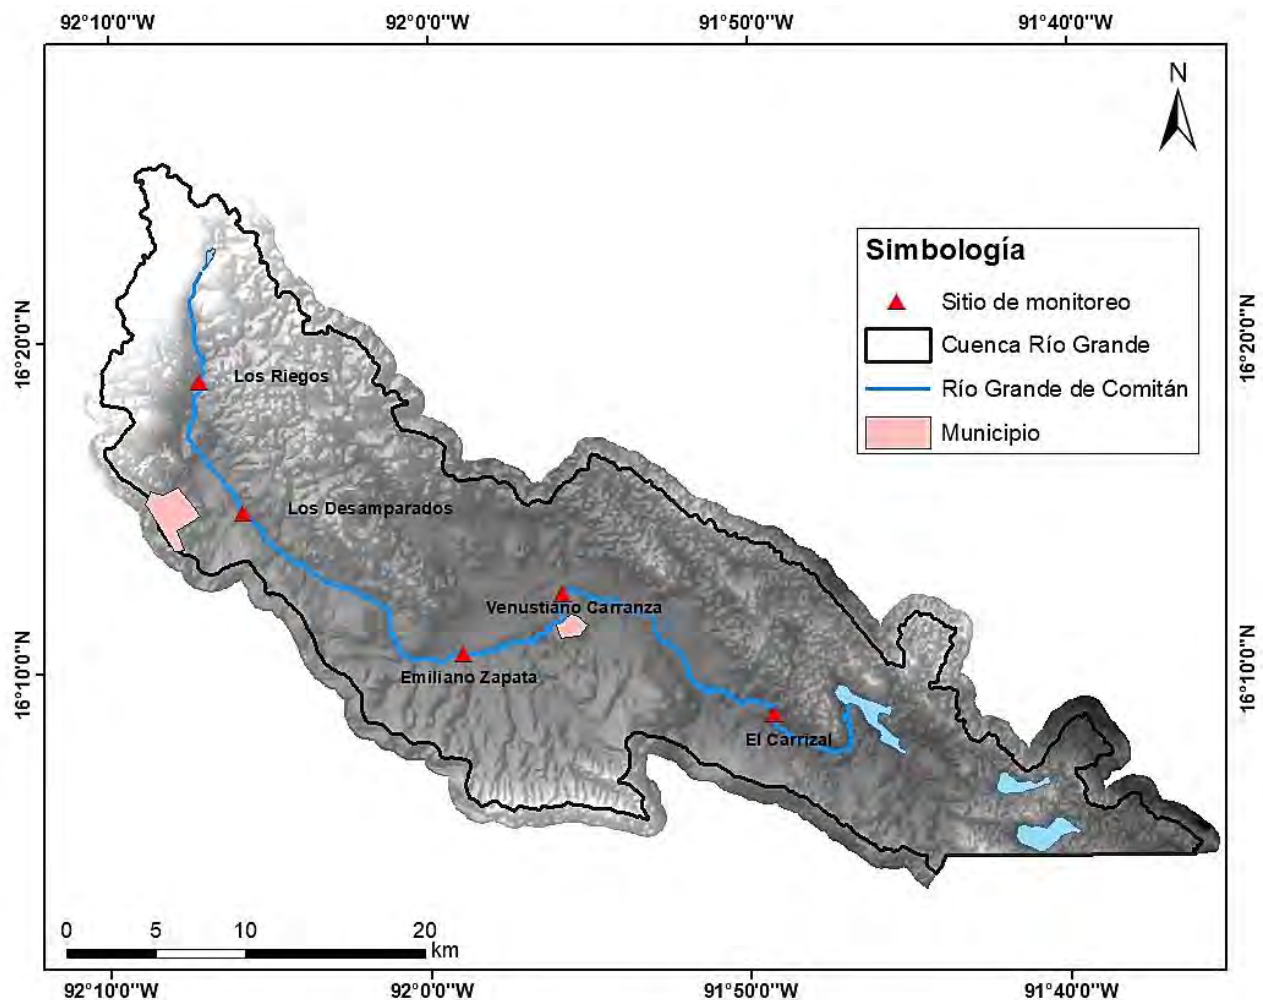 92°10'0"W 92°0'0"W 91°50'0"W 91°40'0"W
N
Simbología
Sitio de monitoreo
Cuenca Río Grande
Río Grande de Comitán
Municipio
16°20'0"N 16°20'0"N
Los Riegos
Los Desamparados
Venustiano Carranza
16°10'0"N 16°10'0"N
Emiliano Zapata
El Carrizal
0 5 10 20
km
92°10'0"W 92°0'0"W 91°50'0"W 91°40'0"W